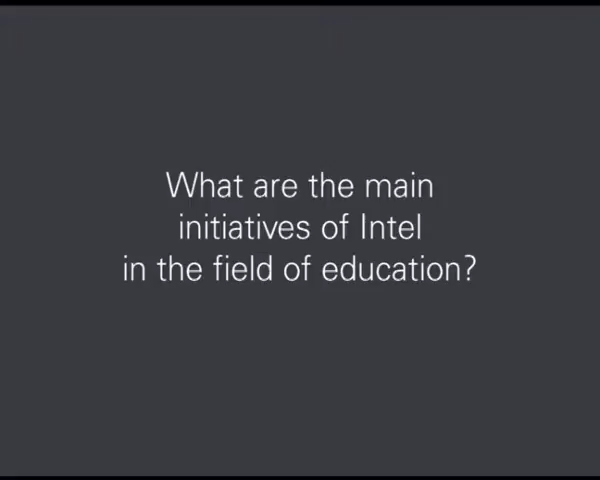 What are the main
initiatives of Intel
in the field of education?